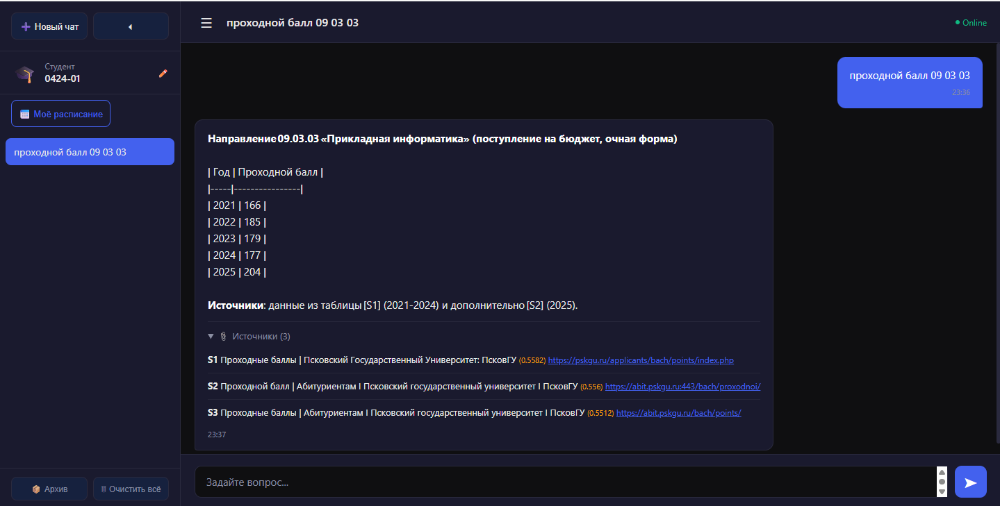 Новый чат
Студент
0424-01
Моё расписание
проходной балл 09 03 03
Архив
Очистить всё
проходной балл 09 03 03
Online
проходной балл 09 03 03
23:36
Направление 09.03.03 «Прикладная информатика» (поступление на бюджет, очная форма)
| Год | Проходной балл |
|-----|----------------|
| 2021 | 166 |
| 2022 | 185 |
| 2023 | 179 |
| 2024 | 177 |
| 2025 | 204 |
Источники: данные из таблицы [S1] (2021-2024) и дополнительно [S2] (2025).
Источники (3)
S1 Проходные баллы | Псковский Государственный Университет: ПсковГУ (0.5582) https://pskgu.ru/applicants/bach/points/index.php
S2 Проходной балл | Абитуриентам I Псковский государственный университет I ПсковГУ (0.556) https://abit.pskgu.ru:443/bach/proxodnoi/
S3 Проходные баллы | Абитуриентам I Псковский государственный университет I ПсковГУ (0.5512) https://abit.pskgu.ru/bach/points/
23:37
Задайте вопрос...